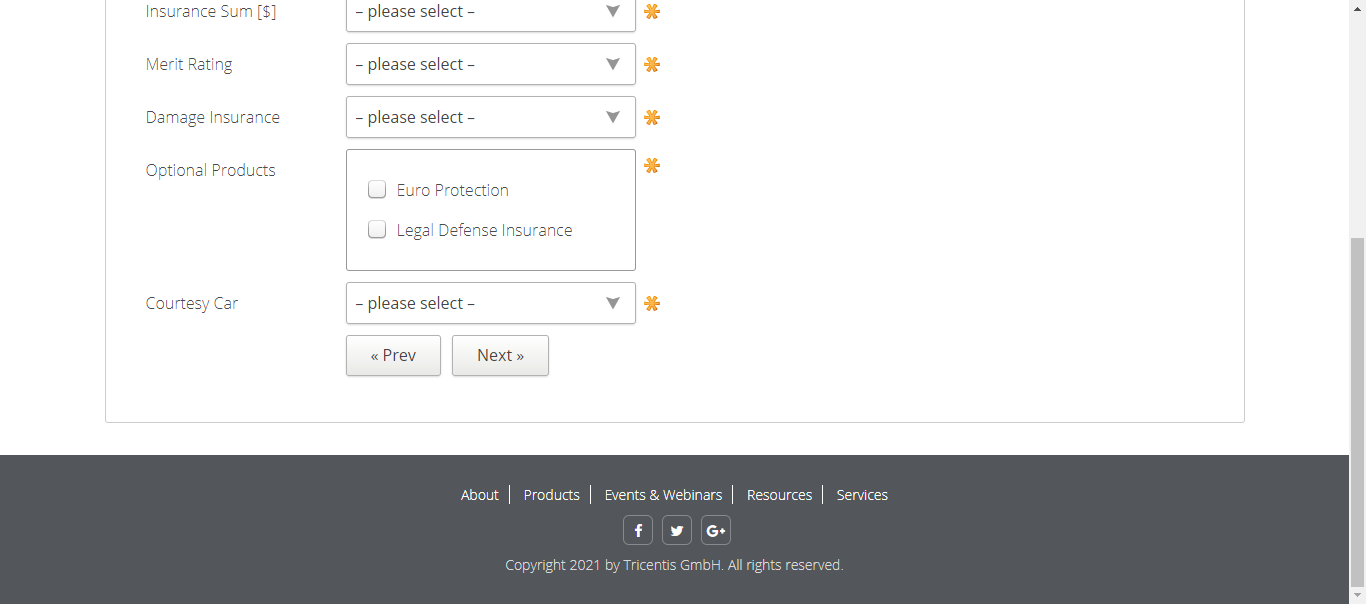 Insurance Sum [$] – please select –
Merit Rating – please select –
Damage Insurance – please select –
Optional Products
Euro Protection
Legal Defense Insurance
Courtesy Car – please select –
« Prev Next »
About Products Events & Webinars Resources Services
Copyright 2021 by Tricentis GmbH. All rights reserved.